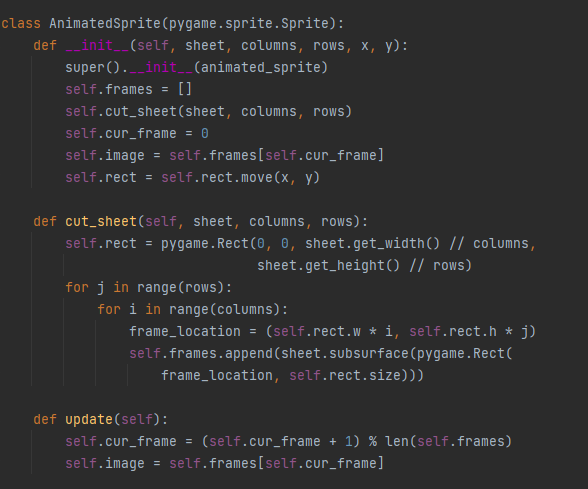 class AnimatedSprite(pygame.sprite.Sprite):
    def __init__(self, sheet, columns, rows, x, y):
        super().__init__(animated_sprite)
        self.frames = []
        self.cut_sheet(sheet, columns, rows)
        self.cur_frame = 0
        self.image = self.frames[self.cur_frame]
        self.rect = self.rect.move(x, y)

    def cut_sheet(self, sheet, columns, rows):
        self.rect = pygame.Rect(0, 0, sheet.get_width() // columns,
                                sheet.get_height() // rows)
        for j in range(rows):
            for i in range(columns):
                frame_location = (self.rect.w * i, self.rect.h * j)
                self.frames.append(sheet.subsurface(pygame.Rect(
                    frame_location, self.rect.size)))

    def update(self):
        self.cur_frame = (self.cur_frame + 1) % len(self.frames)
        self.image = self.frames[self.cur_frame]